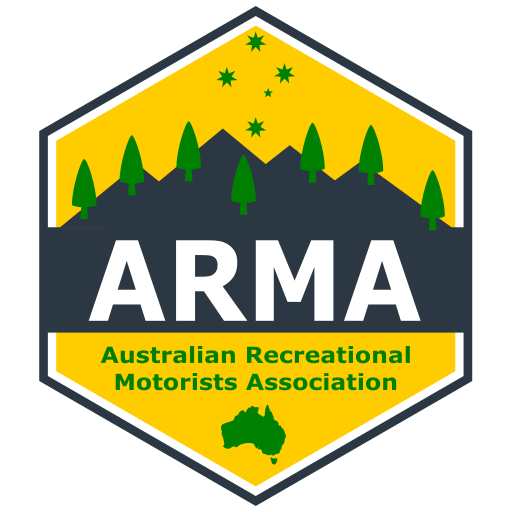 ARMA
Australian Recreational
Motorists Association